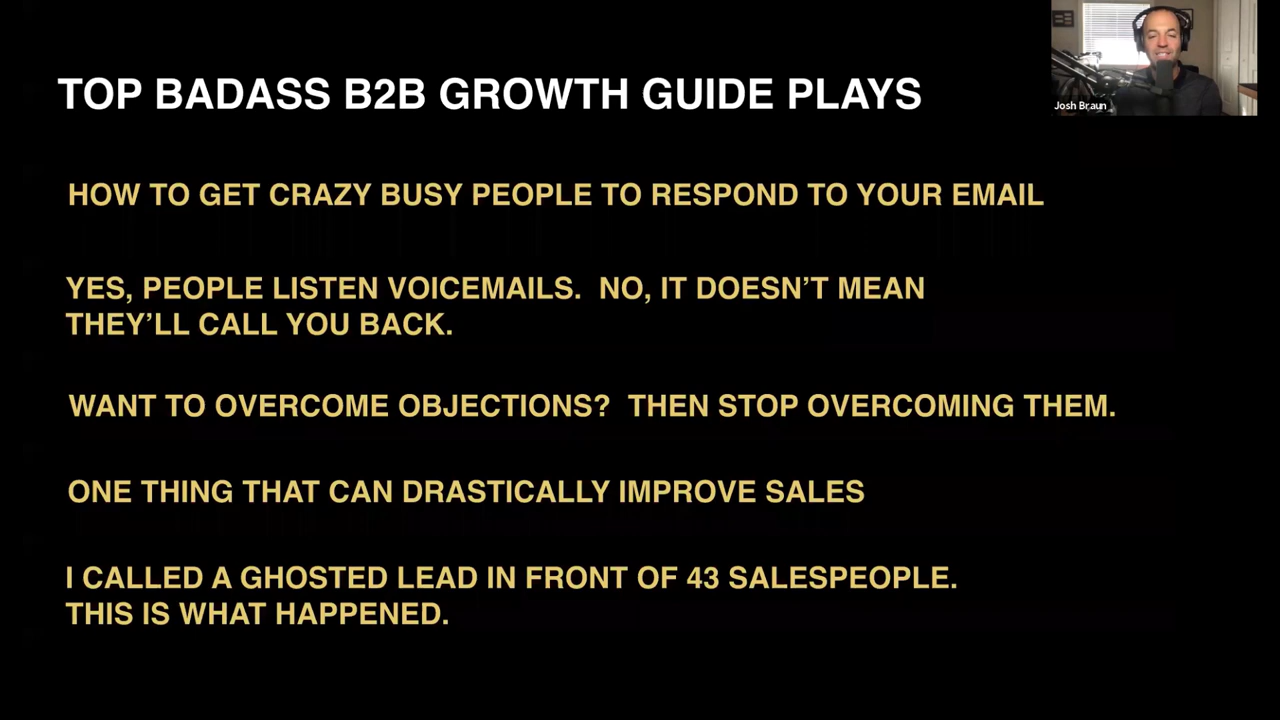 TOP BADASS B2B GROWTH GUIDE PLAYS
Josh Braun
HOW TO GET CRAZY BUSY PEOPLE TO RESPOND TO YOUR EMAIL
YES, PEOPLE LISTEN VOICEMAILS.  NO, IT DOESN’T MEAN
THEY’LL CALL YOU BACK.
WANT TO OVERCOME OBJECTIONS?  THEN STOP OVERCOMING THEM.
ONE THING THAT CAN DRASTICALLY IMPROVE SALES
I CALLED A GHOSTED LEAD IN FRONT OF 43 SALESPEOPLE.
THIS IS WHAT HAPPENED.